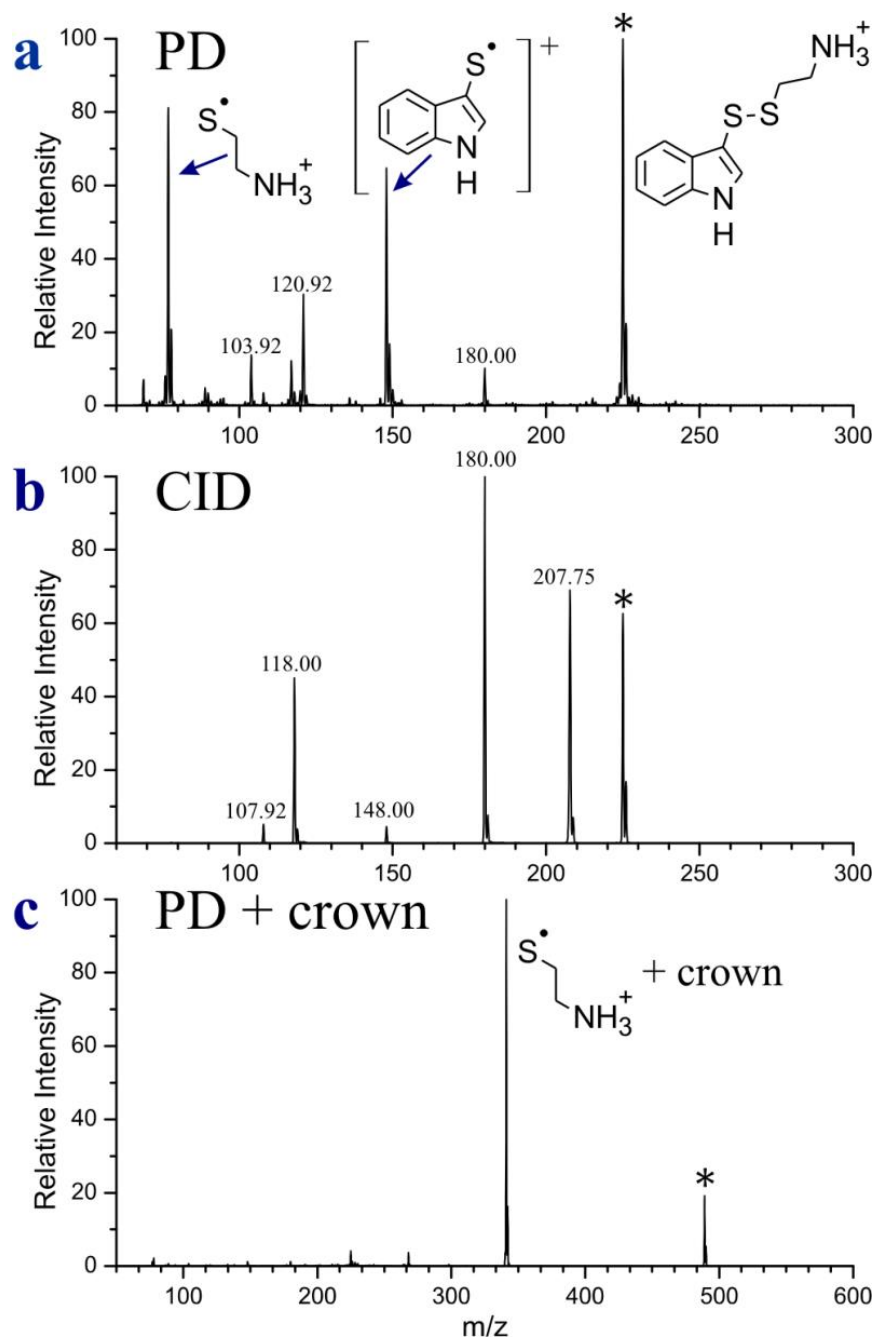 a PD
S•
NH3+
[S• N H]+
*
NH3+
S-S
N
H
100
80
60
40
20
0
Relative Intensity
120.92
103.92
180.00
100 150 200 250 300
b CID
180.00
207.75
*
118.00
107.92
148.00
100
80
60
40
20
0
Relative Intensity
100 150 200 250 300
c PD + crown
S•
NH3+ + crown
*
100
80
60
40
20
0
Relative Intensity
100 200 300 400 500 600
m/z